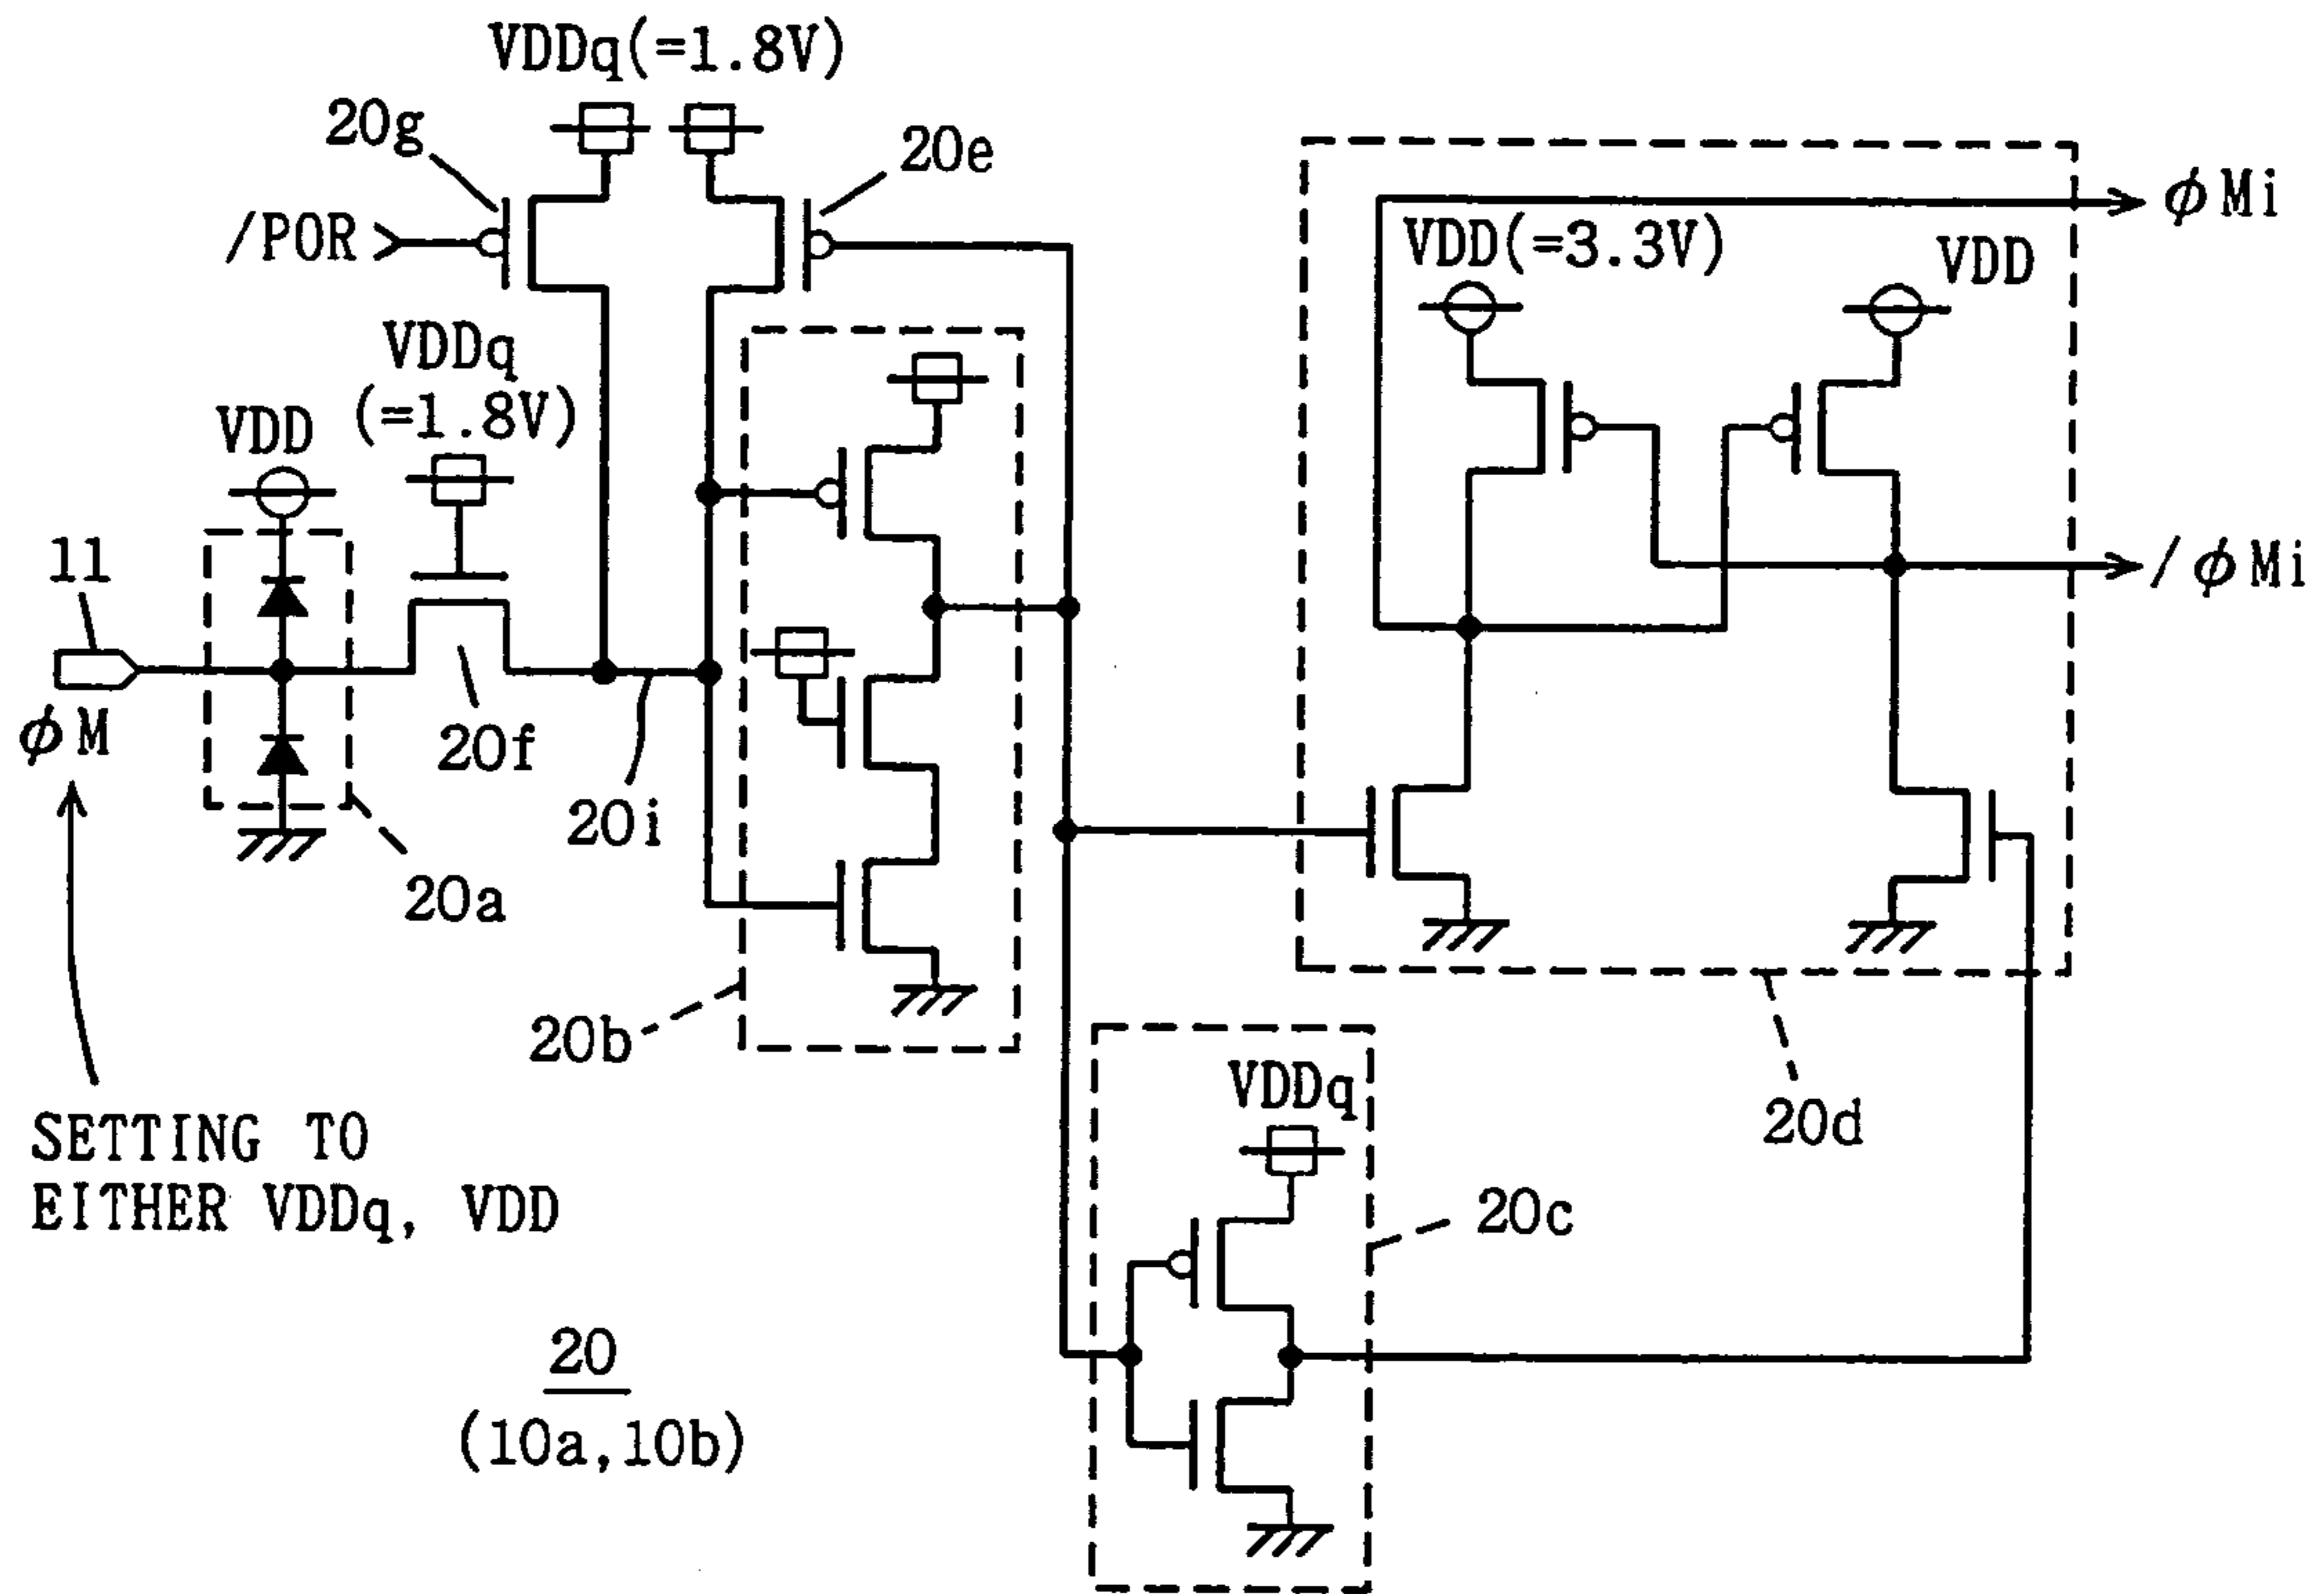 VDDq(=1.8V)
20g
20e
/POR
φMi
VDD(=3.3V)
VDD
VDDq
(=1.8V)
VDD
11
/φMi
φM
20f
20i
20a
20b
VDDq
20d
SETTING TO
EITHER VDDq, VDD
20c
20
(10a,10b)